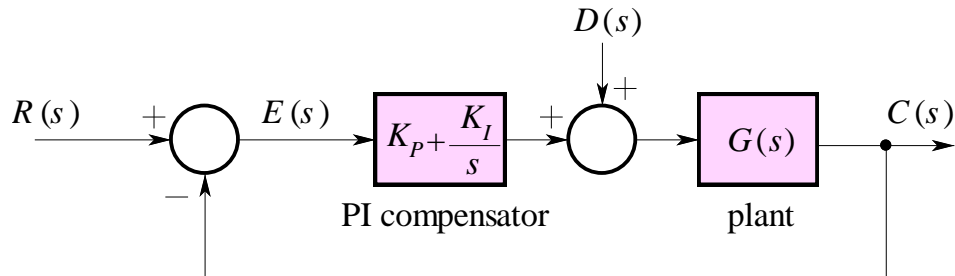 D(s)
R(s)
+
E(s)
K_P + K_I/s
+
+
G(s)
C(s)
−
PI compensator
plant